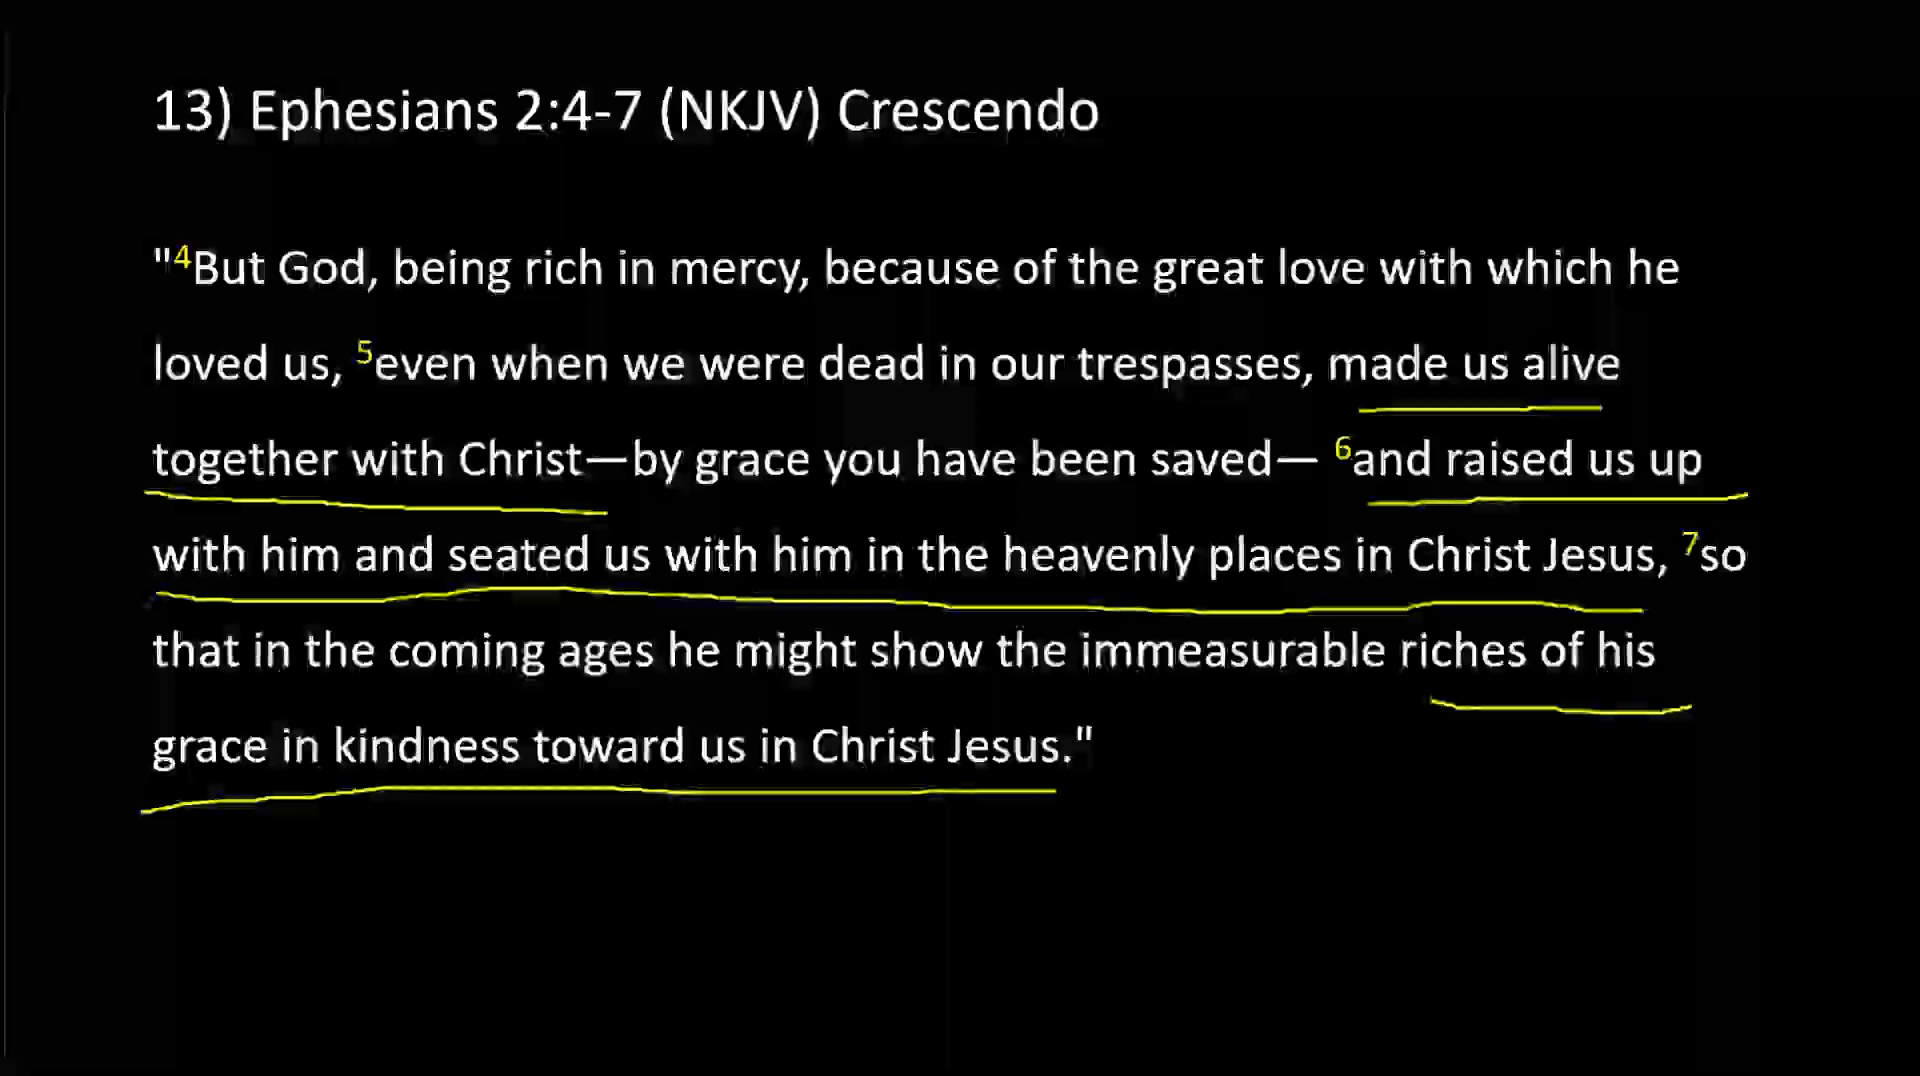 13) Ephesians 2:4-7 (NKJV) Crescendo
"4But God, being rich in mercy, because of the great love with which he
loved us, 5even when we were dead in our trespasses, made us alive
together with Christ—by grace you have been saved— 6and raised us up
with him and seated us with him in the heavenly places in Christ Jesus, 7so
that in the coming ages he might show the immeasurable riches of his
grace in kindness toward us in Christ Jesus."